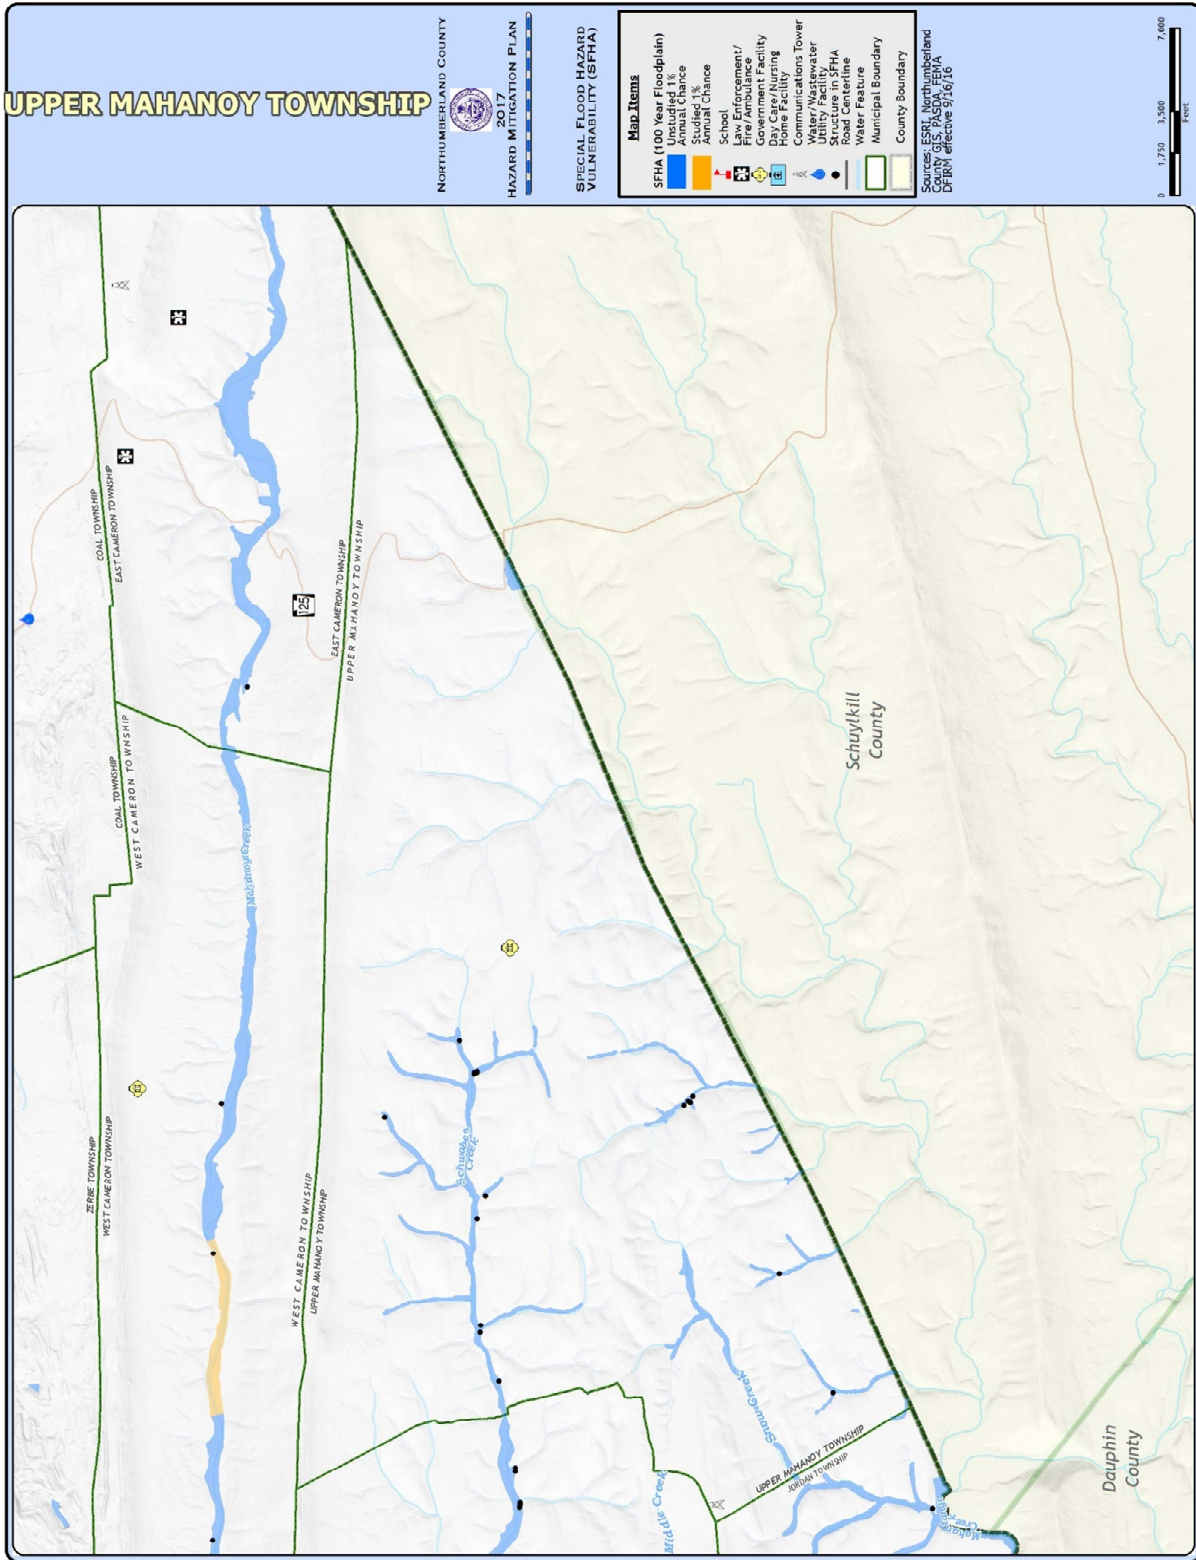 UPPER MAHANOY TOWNSHIP
NORTHUMBERLAND COUNTY
2017
HAZARD MITIGATION PLAN
SPECIAL FLOOD HAZARD
VULNERABILITY (SFHA)
Map Items
SFHA (100 Year Floodplain)
Unstudied 1%
Annual Chance
Studied 1%
Annual Chance
School
Law Enforcement/
Fire/Ambulance
Government Facility
Day Care/Nursing
Home Facility
Communications Tower
Water/Wastewater
Utility Facility
Structure in SFHA
Road Centerline
Water Feature
Municipal Boundary
County Boundary
Sources: ESRI, Northumberland
County GIS, PASDA, FEMA
DFIRM effective 9/16/16
0 1,750 3,500 7,000
Feet
COAL TOWNSHIP
EAST CAMERON TOWNSHIP
125
EAST CAMERON TOWNSHIP
UPPER MAHANOY TOWNSHIP
COAL TOWNSHIP
WEST CAMERON TOWNSHIP
Mahanoy Creek
ZERBE TOWNSHIP
WEST CAMERON TOWNSHIP
WEST CAMERON TOWNSHIP
UPPER MAHANOY TOWNSHIP
Schwaben
Creek
Schuylkill
County
Middle Creek
UPPER MAHANOY TOWNSHIP
JORDAN TOWNSHIP
Dauphin
County